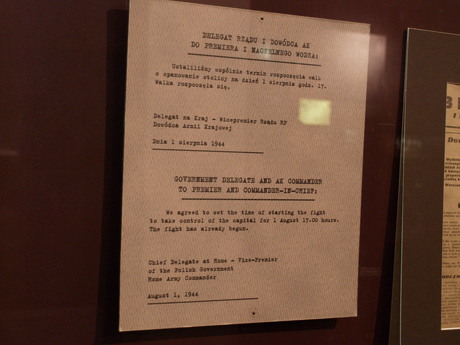 DELEGAT RZĄDU I DOWÓDCA AK
DO PREMIERA I NACZELNEGO WODZA:
Ustaliliśmy wspólnie termin rozpoczęcia walk
o opanowanie stolicy na dzień 1 sierpnia godz. 17.
Walka rozpoczęła się.
Delegat na Kraj - Wicepremier Rządu RP
Dowódca Armii Krajowej
Dnia 1 sierpnia 1944
GOVERNMENT DELEGATE AND AK COMMANDER
TO PREMIER AND COMMANDER-IN-CHIEF:
We agreed to set the time of starting the fight
to take control of the capital for 1 August 17.00 hours.
The fight has already begun.
Chief Delegate at Home - Vice-Premier
of the Polish Government
Home Army Commander
August 1, 1944